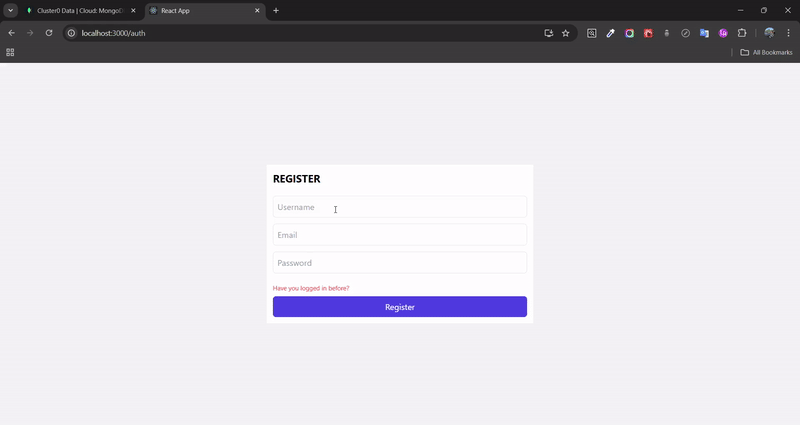 Cluster0 Data | Cloud: MongoD
React App
localhost:3000/auth
All Bookmarks
REGISTER
Username
Email
Password
Have you logged in before?
Register